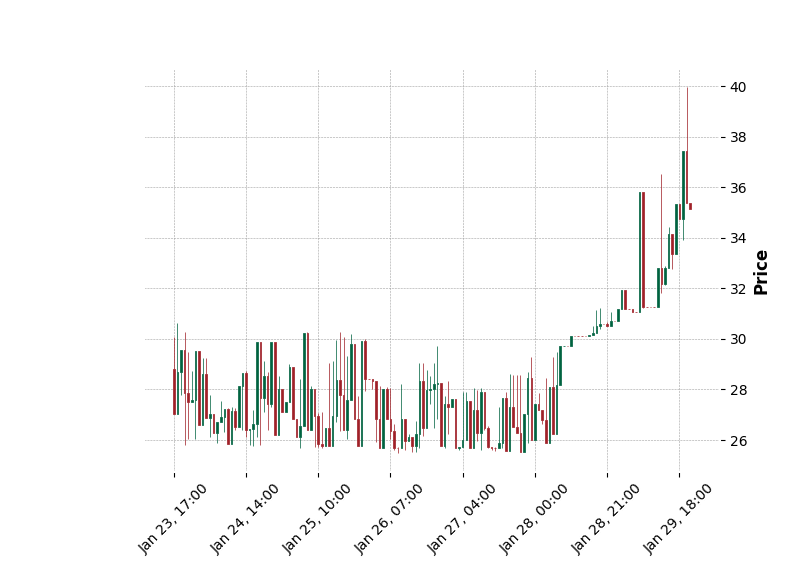 40
38
36
34
32
30
28
26
Price
Jan 23, 17:00
Jan 24, 14:00
Jan 25, 10:00
Jan 26, 07:00
Jan 27, 04:00
Jan 28, 00:00
Jan 28, 21:00
Jan 29, 18:00